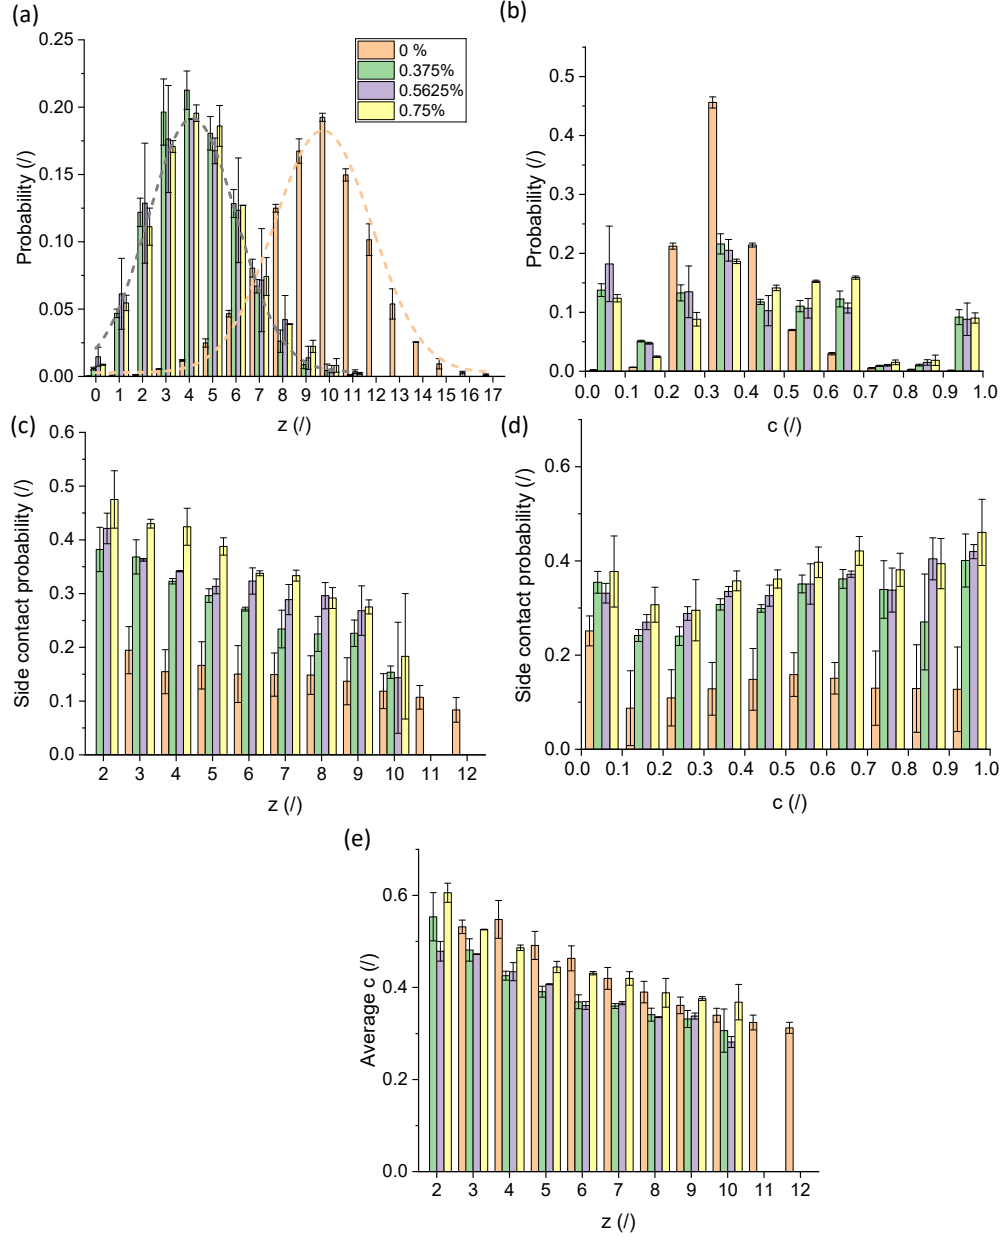 (a)
0.25
0.20
0.15
0.10
0.05
0.00
Probability (/)
0 %
0.375%
0.5625%
0.75%
0 1 2 3 4 5 6 7 8 9 10 11 12 13 14 15 16 17
z (/)
(b)
0.5
0.4
0.3
0.2
0.1
0.0
Probability (/)
0.0 0.1 0.2 0.3 0.4 0.5 0.6 0.7 0.8 0.9 1.0
c (/)
(c)
0.6
0.5
0.4
0.3
0.2
0.1
0.0
Side contact probability (/)
2 3 4 5 6 7 8 9 10 11 12
z (/)
(d)
0.6
0.4
0.2
0.0
Side contact probability (/)
0.0 0.1 0.2 0.3 0.4 0.5 0.6 0.7 0.8 0.9 1.0
c (/)
(e)
0.6
0.4
0.2
0.0
Average c (/)
2 3 4 5 6 7 8 9 10 11 12
z (/)